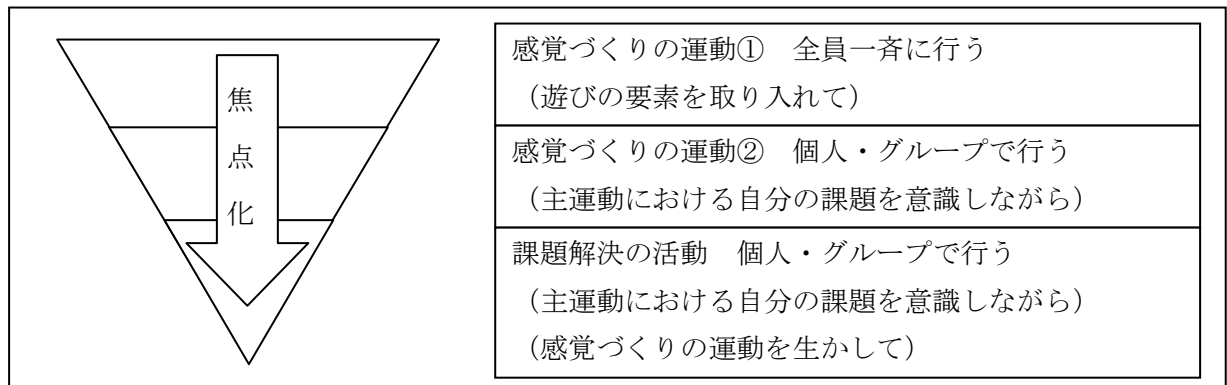 焦点化
感覚づくりの運動①　全員一斉に行う
（遊びの要素を取り入れて）
感覚づくりの運動②　個人・グループで行う
（主運動における自分の課題を意識しながら）
課題解決の活動　個人・グループで行う
（主運動における自分の課題を意識しながら）
（感覚づくりの運動を生かして）